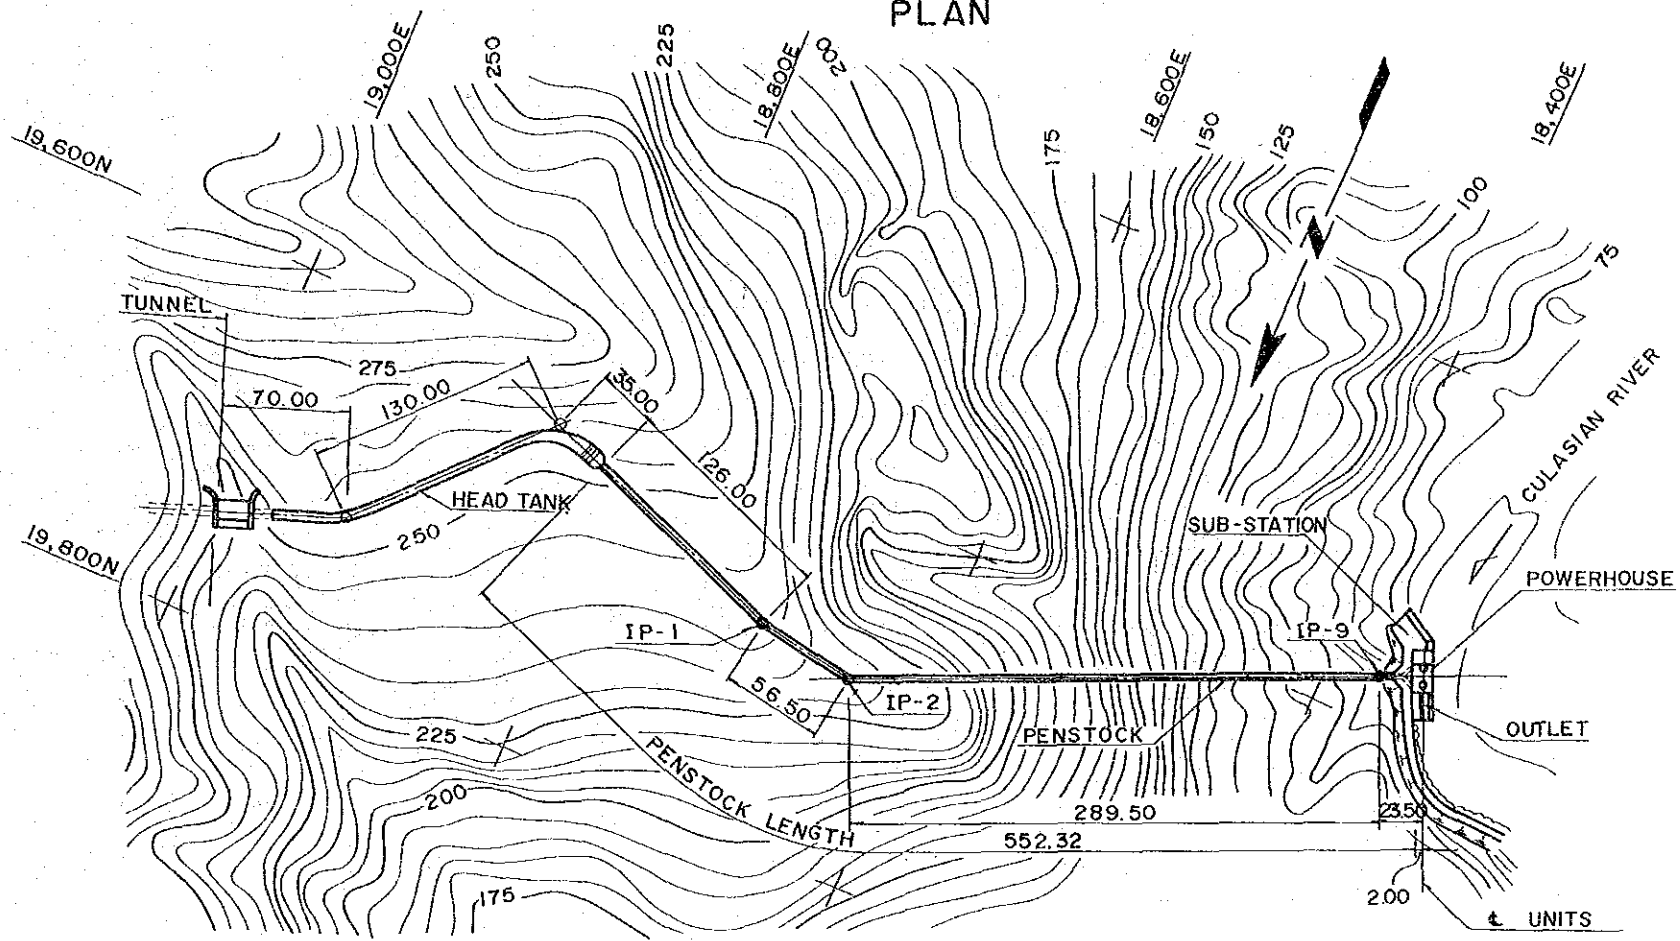 PLAN
19,000E
250
225
18,800E
200
18,600E
150
125
18,400E
175
19,600N
100
75
N
TUNNEL
275
70.00
130.00
35.00
126.00
HEAD TANK
250
19,800N
CULASIAN RIVER
SUB-STATION
POWERHOUSE
IP-1
IP-9
56.50
IP-2
225
PENSTOCK
OUTLET
PENSTOCK LENGTH
200
289.50
23.50
552.32
175
2.00
℄ UNITS